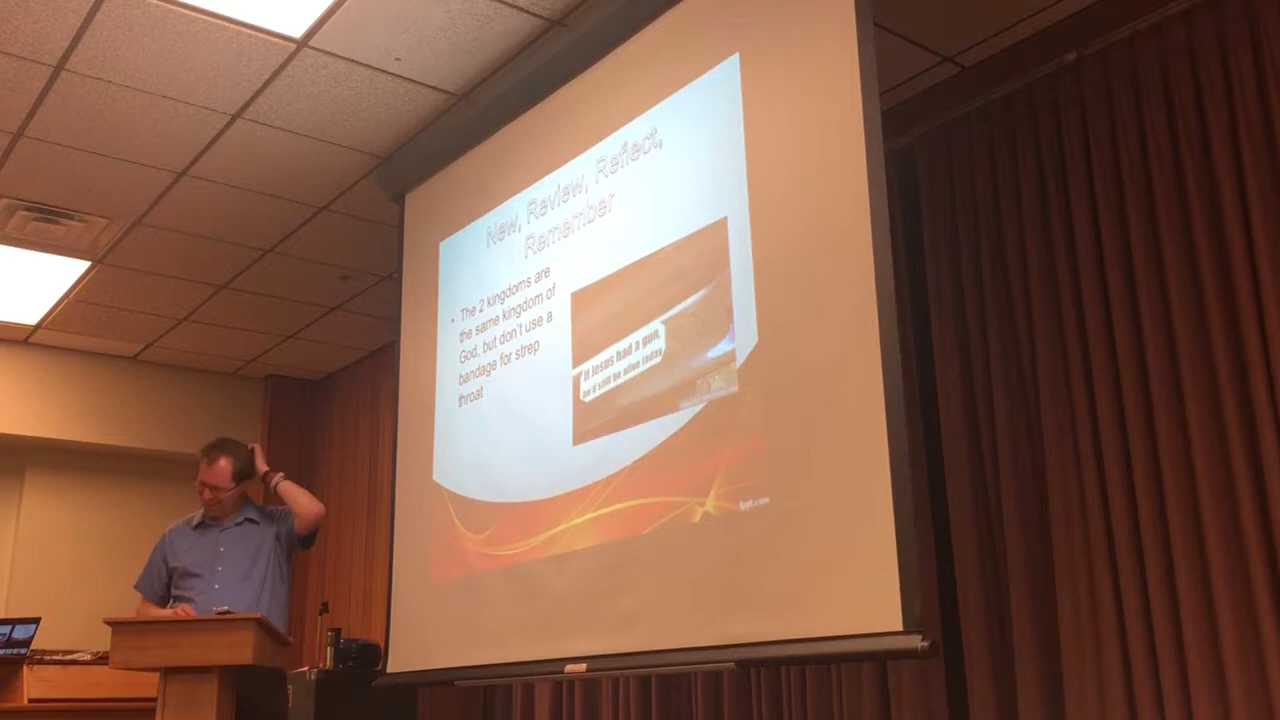 New, Review, Reflect,
Remember
• The 2 kingdoms are
the same kingdom of
God, but don't use a
bandage for strep
throat
If Jesus had a gun,
he'd still be alive today